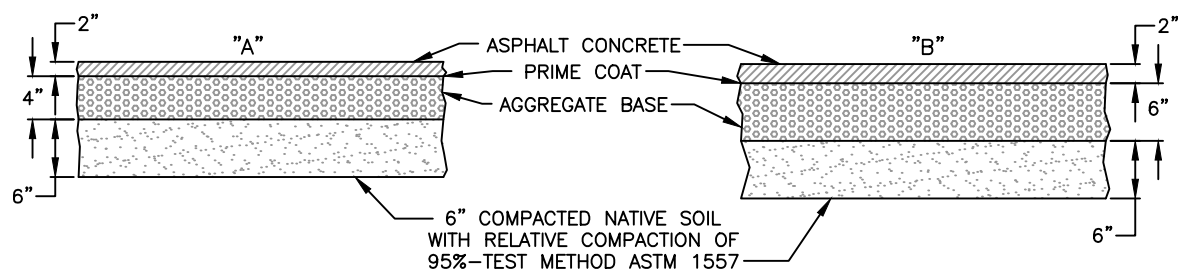 2"
"A"
ASPHALT CONCRETE
"B"
2"
PRIME COAT
4"
AGGREGATE BASE
6"
6"
6" COMPACTED NATIVE SOIL
WITH RELATIVE COMPACTION OF
95%-TEST METHOD ASTM 1557
6"